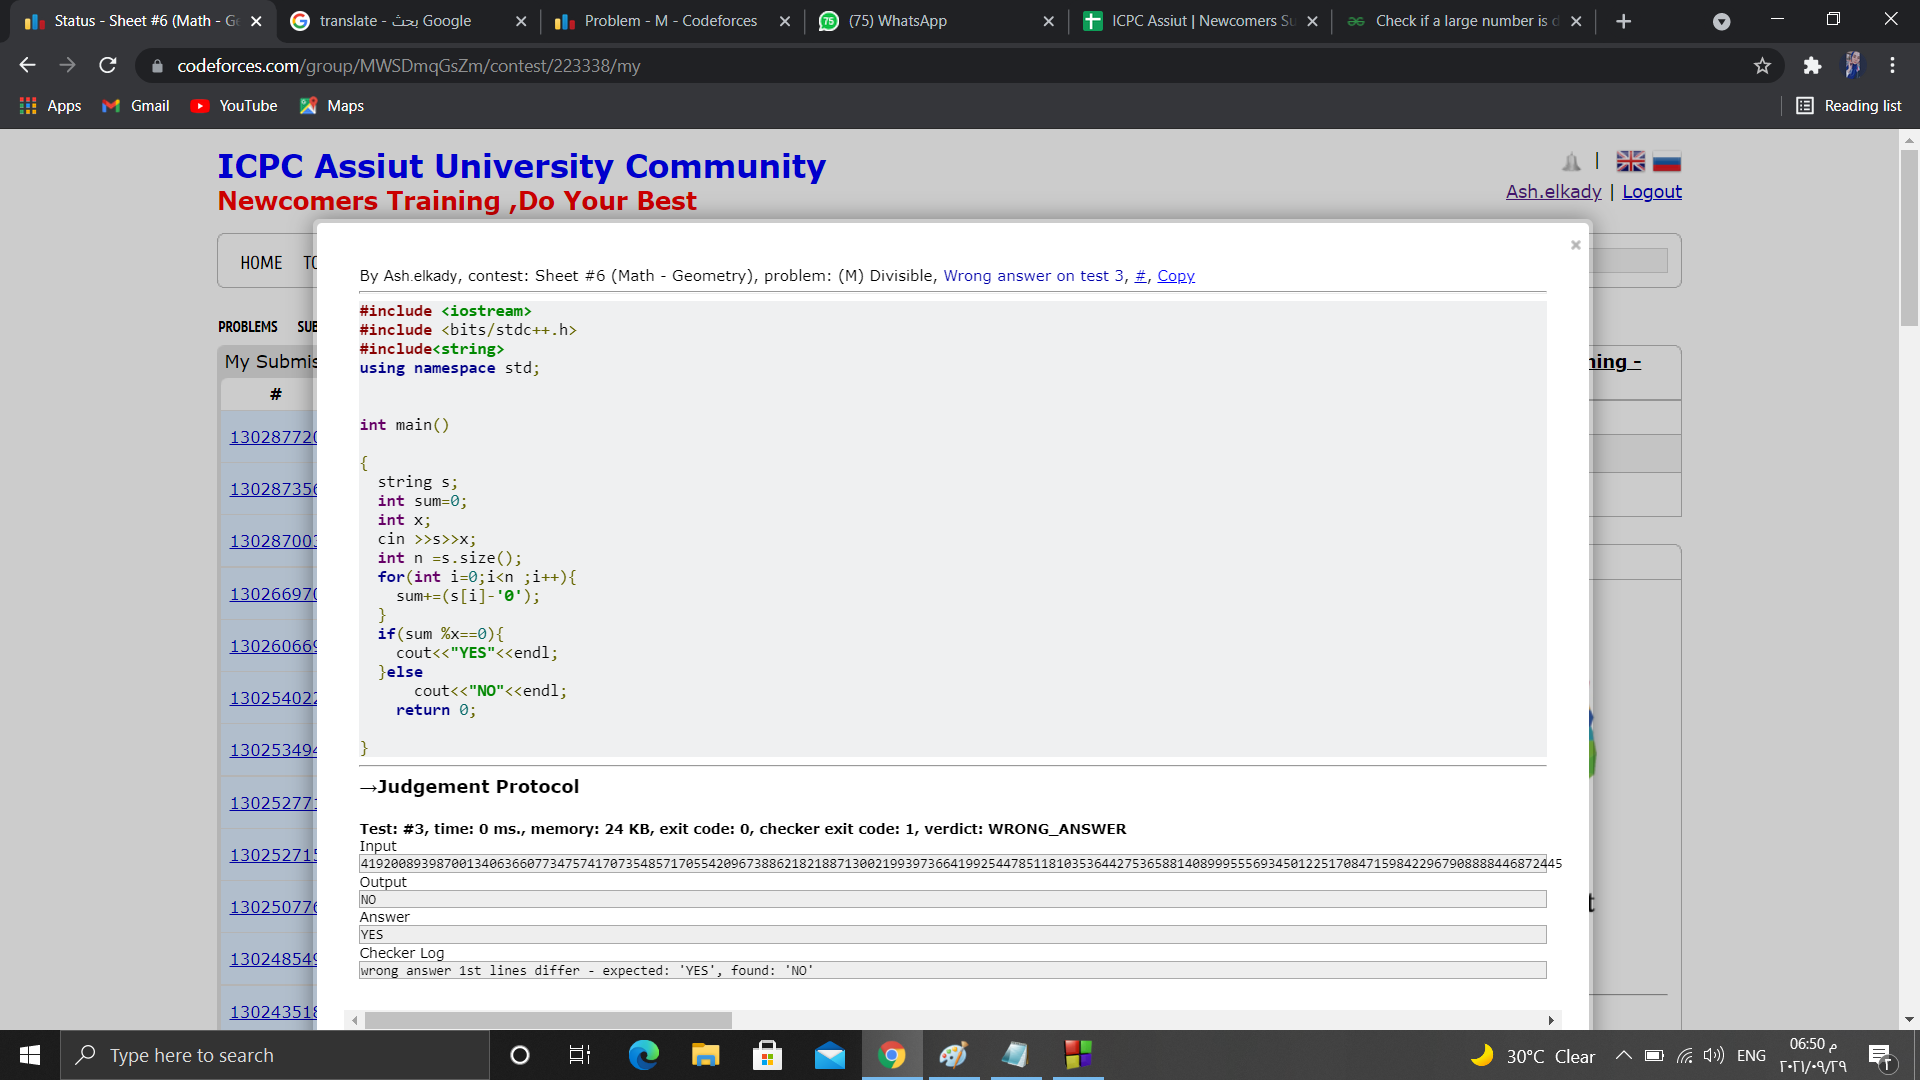 Status - Sheet #6 (Math - Ge
translate - بحث Google
Problem - M - Codeforces
(75) WhatsApp
ICPC Assiut | Newcomers Su
Check if a large number is d
codeforces.com/group/MWSDmqGsZm/contest/223338/my
Apps
Gmail
YouTube
Maps
Reading list
ICPC Assiut University Community
Newcomers Training ,Do Your Best
Ash.elkady | Logout
HOME
TO
PROBLEMS
SUB
My Submis
ning -
#
130287720
130287356
130287003
130266970
130260669
130254022
130253494
130252771
130252715
130250776
130248549
130243518
By Ash.elkady, contest: Sheet #6 (Math - Geometry), problem: (M) Divisible, Wrong answer on test 3, #, Copy
#include <iostream>
#include <bits/stdc++.h>
#include<string>
using namespace std;
int main()
{
string s;
int sum=0;
int x;
cin >>s>>x;
int n =s.size();
for(int i=0;i<n ;i++){
sum+=(s[i]-'0');
}
if(sum %x==0){
cout<<"YES"<<endl;
}else
cout<<"NO"<<endl;
return 0;
}
→Judgement Protocol
Test: #3, time: 0 ms., memory: 24 KB, exit code: 0, checker exit code: 1, verdict: WRONG_ANSWER
Input
Output
NO
Answer
YES
Checker Log
wrong answer 1st lines differ - expected: 'YES', found: 'NO'
Type here to search
30°C Clear
ENG
06:50 م
٢٠٢١/٠٩/٢٩